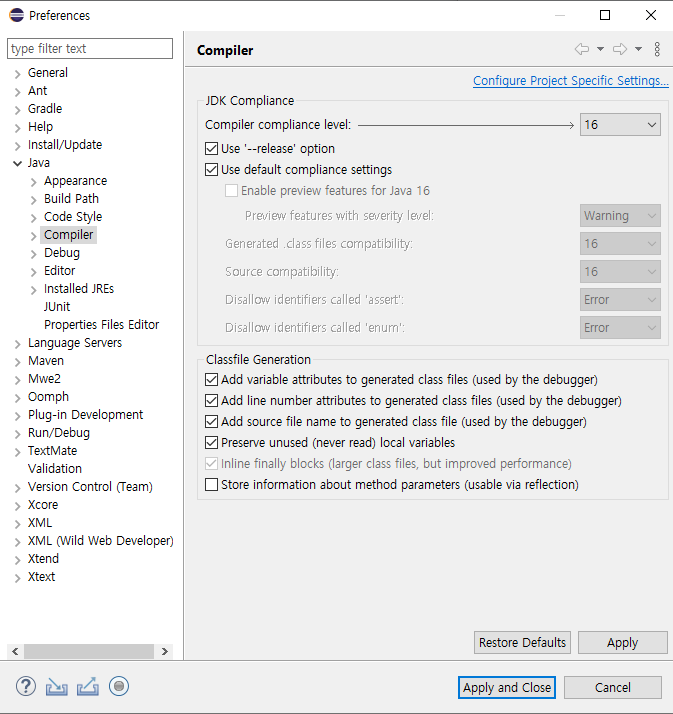 Preferences
type filter text
General
Ant
Gradle
Help
Install/Update
Java
Appearance
Build Path
Code Style
Compiler
Debug
Editor
Installed JREs
JUnit
Properties Files Editor
Language Servers
Maven
Mwe2
Oomph
Plug-in Development
Run/Debug
TextMate
Validation
Version Control (Team)
Xcore
XML
XML (Wild Web Developer)
Xtend
Xtext
Compiler
Configure Project Specific Settings...
JDK Compliance
Compiler compliance level: 16
Use '--release' option
Use default compliance settings
Enable preview features for Java 16
Preview features with severity level: Warning
Generated .class files compatibility: 16
Source compatibility: 16
Disallow identifiers called 'assert': Error
Disallow identifiers called 'enum': Error
Classfile Generation
Add variable attributes to generated class files (used by the debugger)
Add line number attributes to generated class files (used by the debugger)
Add source file name to generated class file (used by the debugger)
Preserve unused (never read) local variables
Inline finally blocks (larger class files, but improved performance)
Store information about method parameters (usable via reflection)
Restore Defaults Apply
Apply and Close Cancel